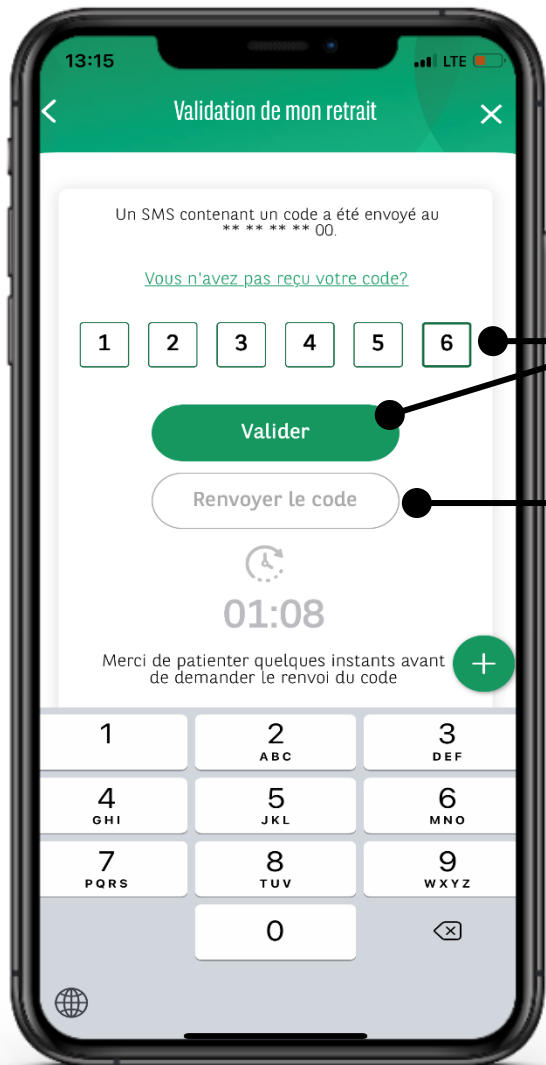 13:15
LTE
Validation de mon retrait
Un SMS contenant un code a été envoyé au
** ** ** ** 00.
Vous n'avez pas reçu votre code?
1 2 3 4 5 6
Valider
Renvoyer le code
01:08
Merci de patienter quelques instants avant
de demander le renvoi du code
+
1 2 3
ABC DEF
4 5 6
GHI JKL MNO
7 8 9
PQRS TUV WXYZ
0